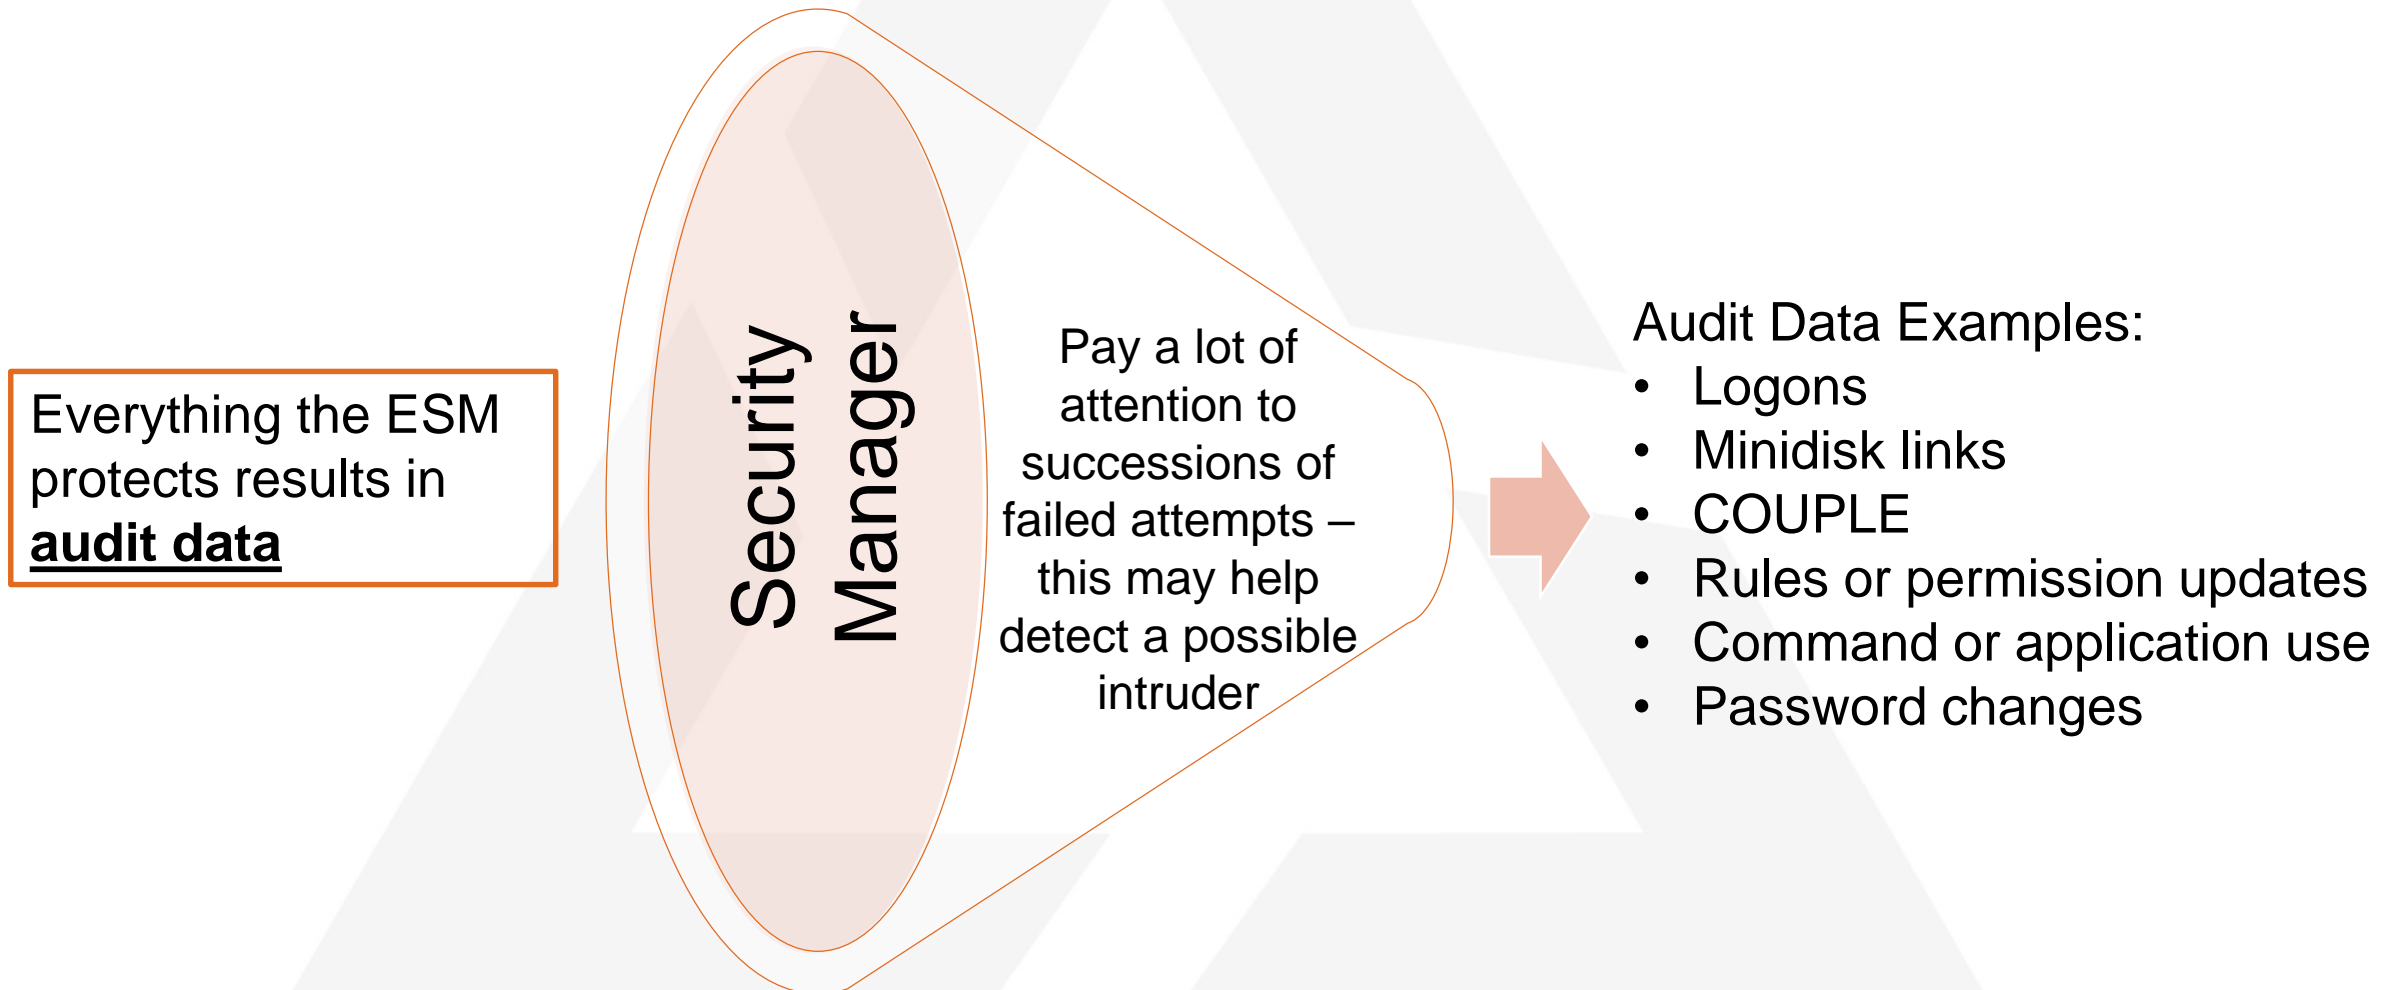 Everything the ESM
protects results in
audit data
Security
Manager
Pay a lot of
attention to
successions of
failed attempts –
this may help
detect a possible
intruder
Audit Data Examples:
• Logons
• Minidisk links
• COUPLE
• Rules or permission updates
• Command or application use
• Password changes